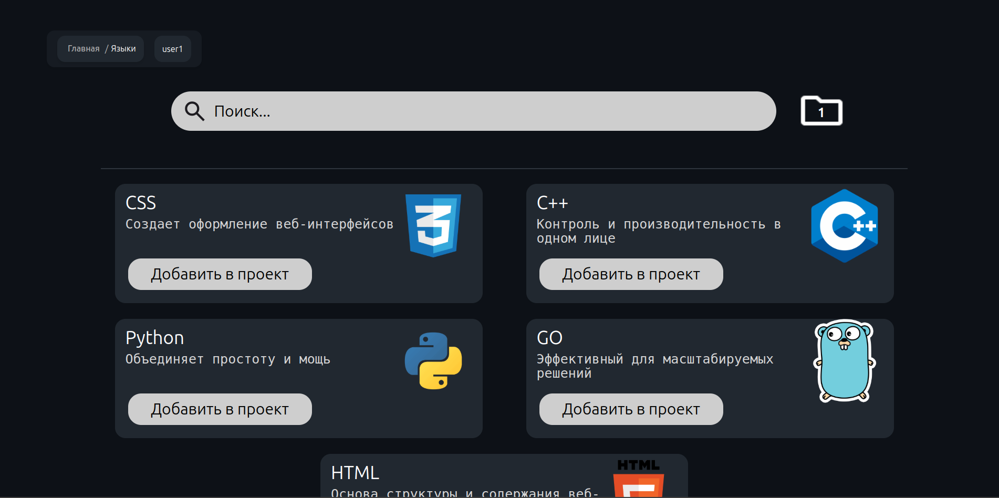 Главная / Языки
user1
Поиск...
1
CSS
Создает оформление веб-интерфейсов
Добавить в проект
C++
Контроль и производительность в
одном лице
Добавить в проект
Python
Объединяет простоту и мощь
Добавить в проект
GO
Эффективный для масштабируемых
решений
Добавить в проект
HTML
HTML
Основа структуры и содержания веб-